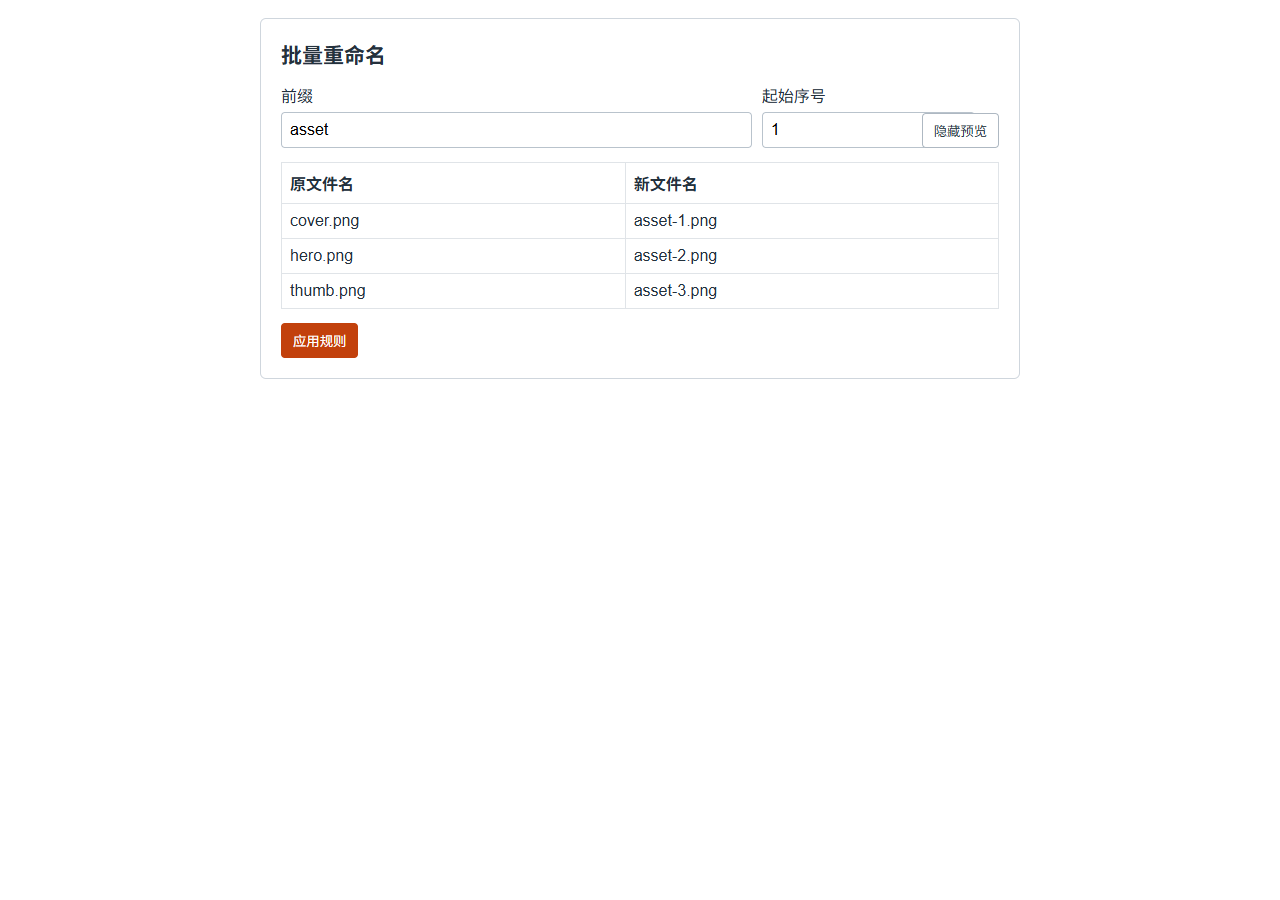 批量重命名
前缀 起始序号
asset 1 隐藏预览
原文件名 新文件名
cover.png asset-1.png
hero.png asset-2.png
thumb.png asset-3.png
应用规则